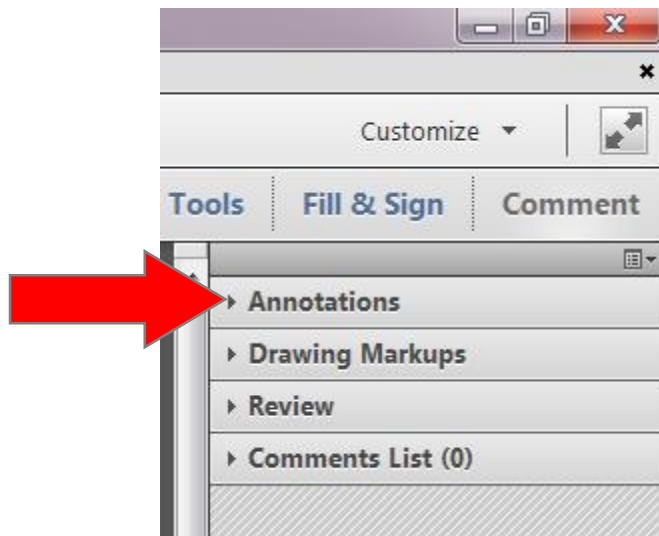 Customize
Tools Fill & Sign Comment
Annotations
Drawing Markups
Review
Comments List (0)